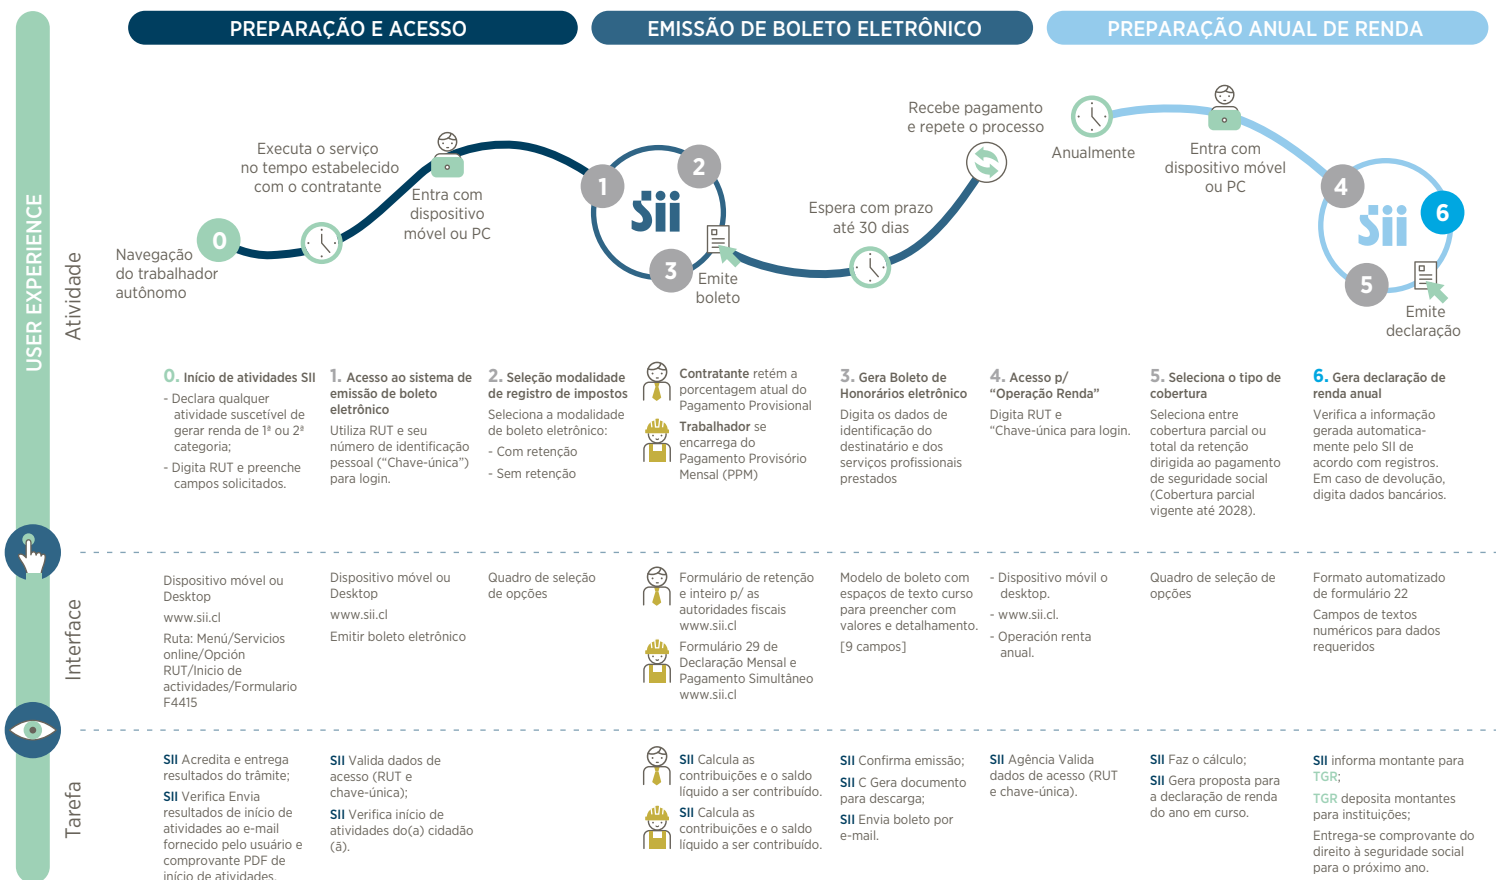 PREPARAÇÃO E ACESSO
EMISSÃO DE BOLETO ELETRÔNICO
PREPARAÇÃO ANUAL DE RENDA
USER EXPERIENCE
Atividade
Navegação
do trabalhador
autônomo
0
Executa o serviço
no tempo estabelecido
com o contratante
Entra com
dispositivo
móvel ou PC
1
2
3
Sii
Emite
boleto
Espera com prazo
até 30 dias
Recebe pagamento
e repete o processo
Anualmente
Entra com
dispositivo móvel
ou PC
4
5
6
Sii
Emite
declaração
0. Início de atividades SII
- Declara qualquer
atividade suscetível de
gerar renda de 1ª ou 2ª
categoria;
- Digita RUT e preenche
campos solicitados.
1. Acesso ao sistema de
emissão de boleto
eletrônico
Utiliza RUT e seu
número de identificação
pessoal (“Chave-única”)
para login.
2. Seleção modalidade
de registro de impostos
Seleciona a modalidade
de boleto eletrônico:
- Com retenção
- Sem retenção
Contratante retém a
porcentagem atual do
Pagamento Provisional
Trabalhador se
encarrega do
Pagamento Provisório
Mensal (PPM)
3. Gera Boleto de
Honorários eletrônico
Digita os dados de
identificação do
destinatário e dos
serviços profissionais
prestados
4. Acesso p/
“Operação Renda”
Digita RUT e
“Chave-única para login.
5. Seleciona o tipo de
cobertura
Seleciona entre
cobertura parcial ou
total da retenção
dirigida ao pagamento
de seguridade social
(Cobertura parcial
vigente até 2028).
6. Gera declaração de
renda anual
Verifica a informação
gerada automatica-
mente pelo SII de
acordo com registros.
Em caso de devolução,
digita dados bancários.
Interface
Dispositivo móvel ou
Desktop
www.sii.cl
Ruta: Menú/Servicios
online/Opción
RUT/Inicio de
actividades/Formulario
F4415
Dispositivo móvel ou
Desktop
www.sii.cl
Emitir boleto eletrônico
Quadro de seleção
de opções
Formulário de retenção
e inteiro p/ as
autoridades fiscais
www.sii.cl
Formulário 29 de
Declaração Mensal e
Pagamento Simultâneo
www.sii.cl
Modelo de boleto com
espaços de texto curso
para preencher com
valores e detalhamento.
[9 campos]
- Dispositivo móvil o
desktop.
- www.sii.cl.
- Operación renta
anual.
Quadro de seleção de
opções
Formato automatizado
de formulário 22
Campos de textos
numéricos para dados
requeridos
Tarefa
SII Acredita e entrega
resultados do trâmite;
SII Verifica Envia
resultados de início de
atividades ao e-mail
fornecido pelo usuário e
comprovante PDF de
início de atividades.
SII Valida dados de
acesso (RUT e
chave-única);
SII Verifica início de
atividades do(a) cidadão
(ã).
SII Calcula as
contribuições e o saldo
líquido a ser contribuído.
SII Calcula as
contribuições e o saldo
líquido a ser contribuído.
SII Confirma emissão;
SII C Gera documento
para descarga;
SII Envia boleto por
e-mail.
SII Agência Valida
dados de acesso (RUT
e chave-única).
SII Faz o cálculo;
SII Gera proposta para
a declaração de renda
do ano em curso.
SII informa montante para
TGR;
TGR deposita montantes
para instituições;
Entrega-se comprovante do
direito à seguridade social
para o próximo ano.